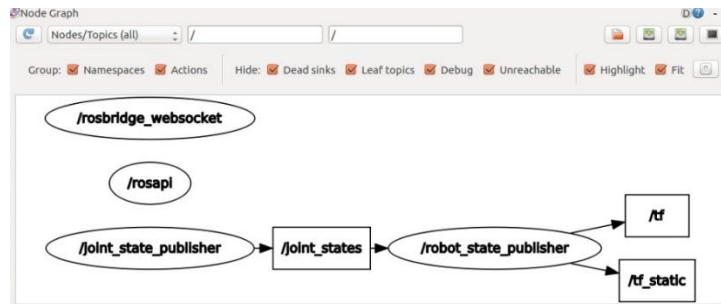 Node Graph
D -
Nodes/Topics (all) / /
Group: Namespaces Actions Hide: Dead sinks Leaf topics Debug Unreachable Highlight Fit
/rosbridge_websocket
/rosapi
/joint_state_publisher /joint_states /robot_state_publisher
/tf
/tf_static